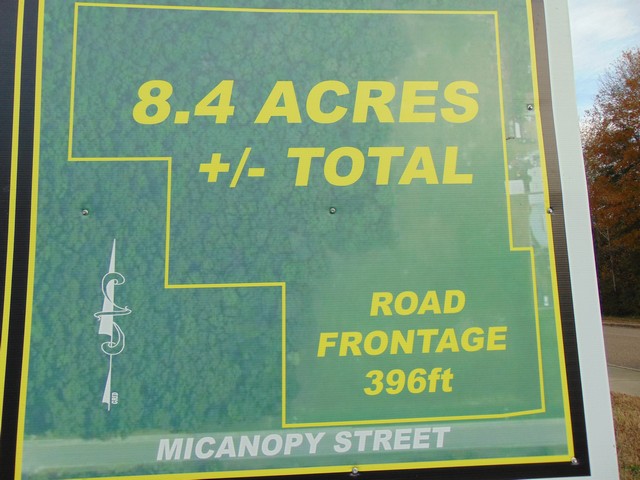 8.4 ACRES
+/- TOTAL
ROAD
FRONTAGE
396ft
MICANOPY STREET